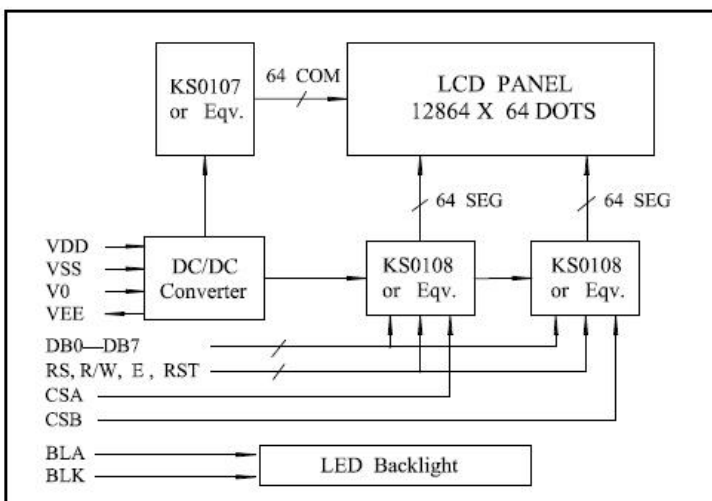 KS0107
or Eqv.
64 COM
LCD PANEL
12864 X 64 DOTS
64 SEG
64 SEG
VDD
VSS
V0
VEE
DC/DC
Converter
KS0108
or Eqv.
KS0108
or Eqv.
DB0—DB7
RS, R/W, E , RST
CSA
CSB
BLA
BLK
LED Backlight